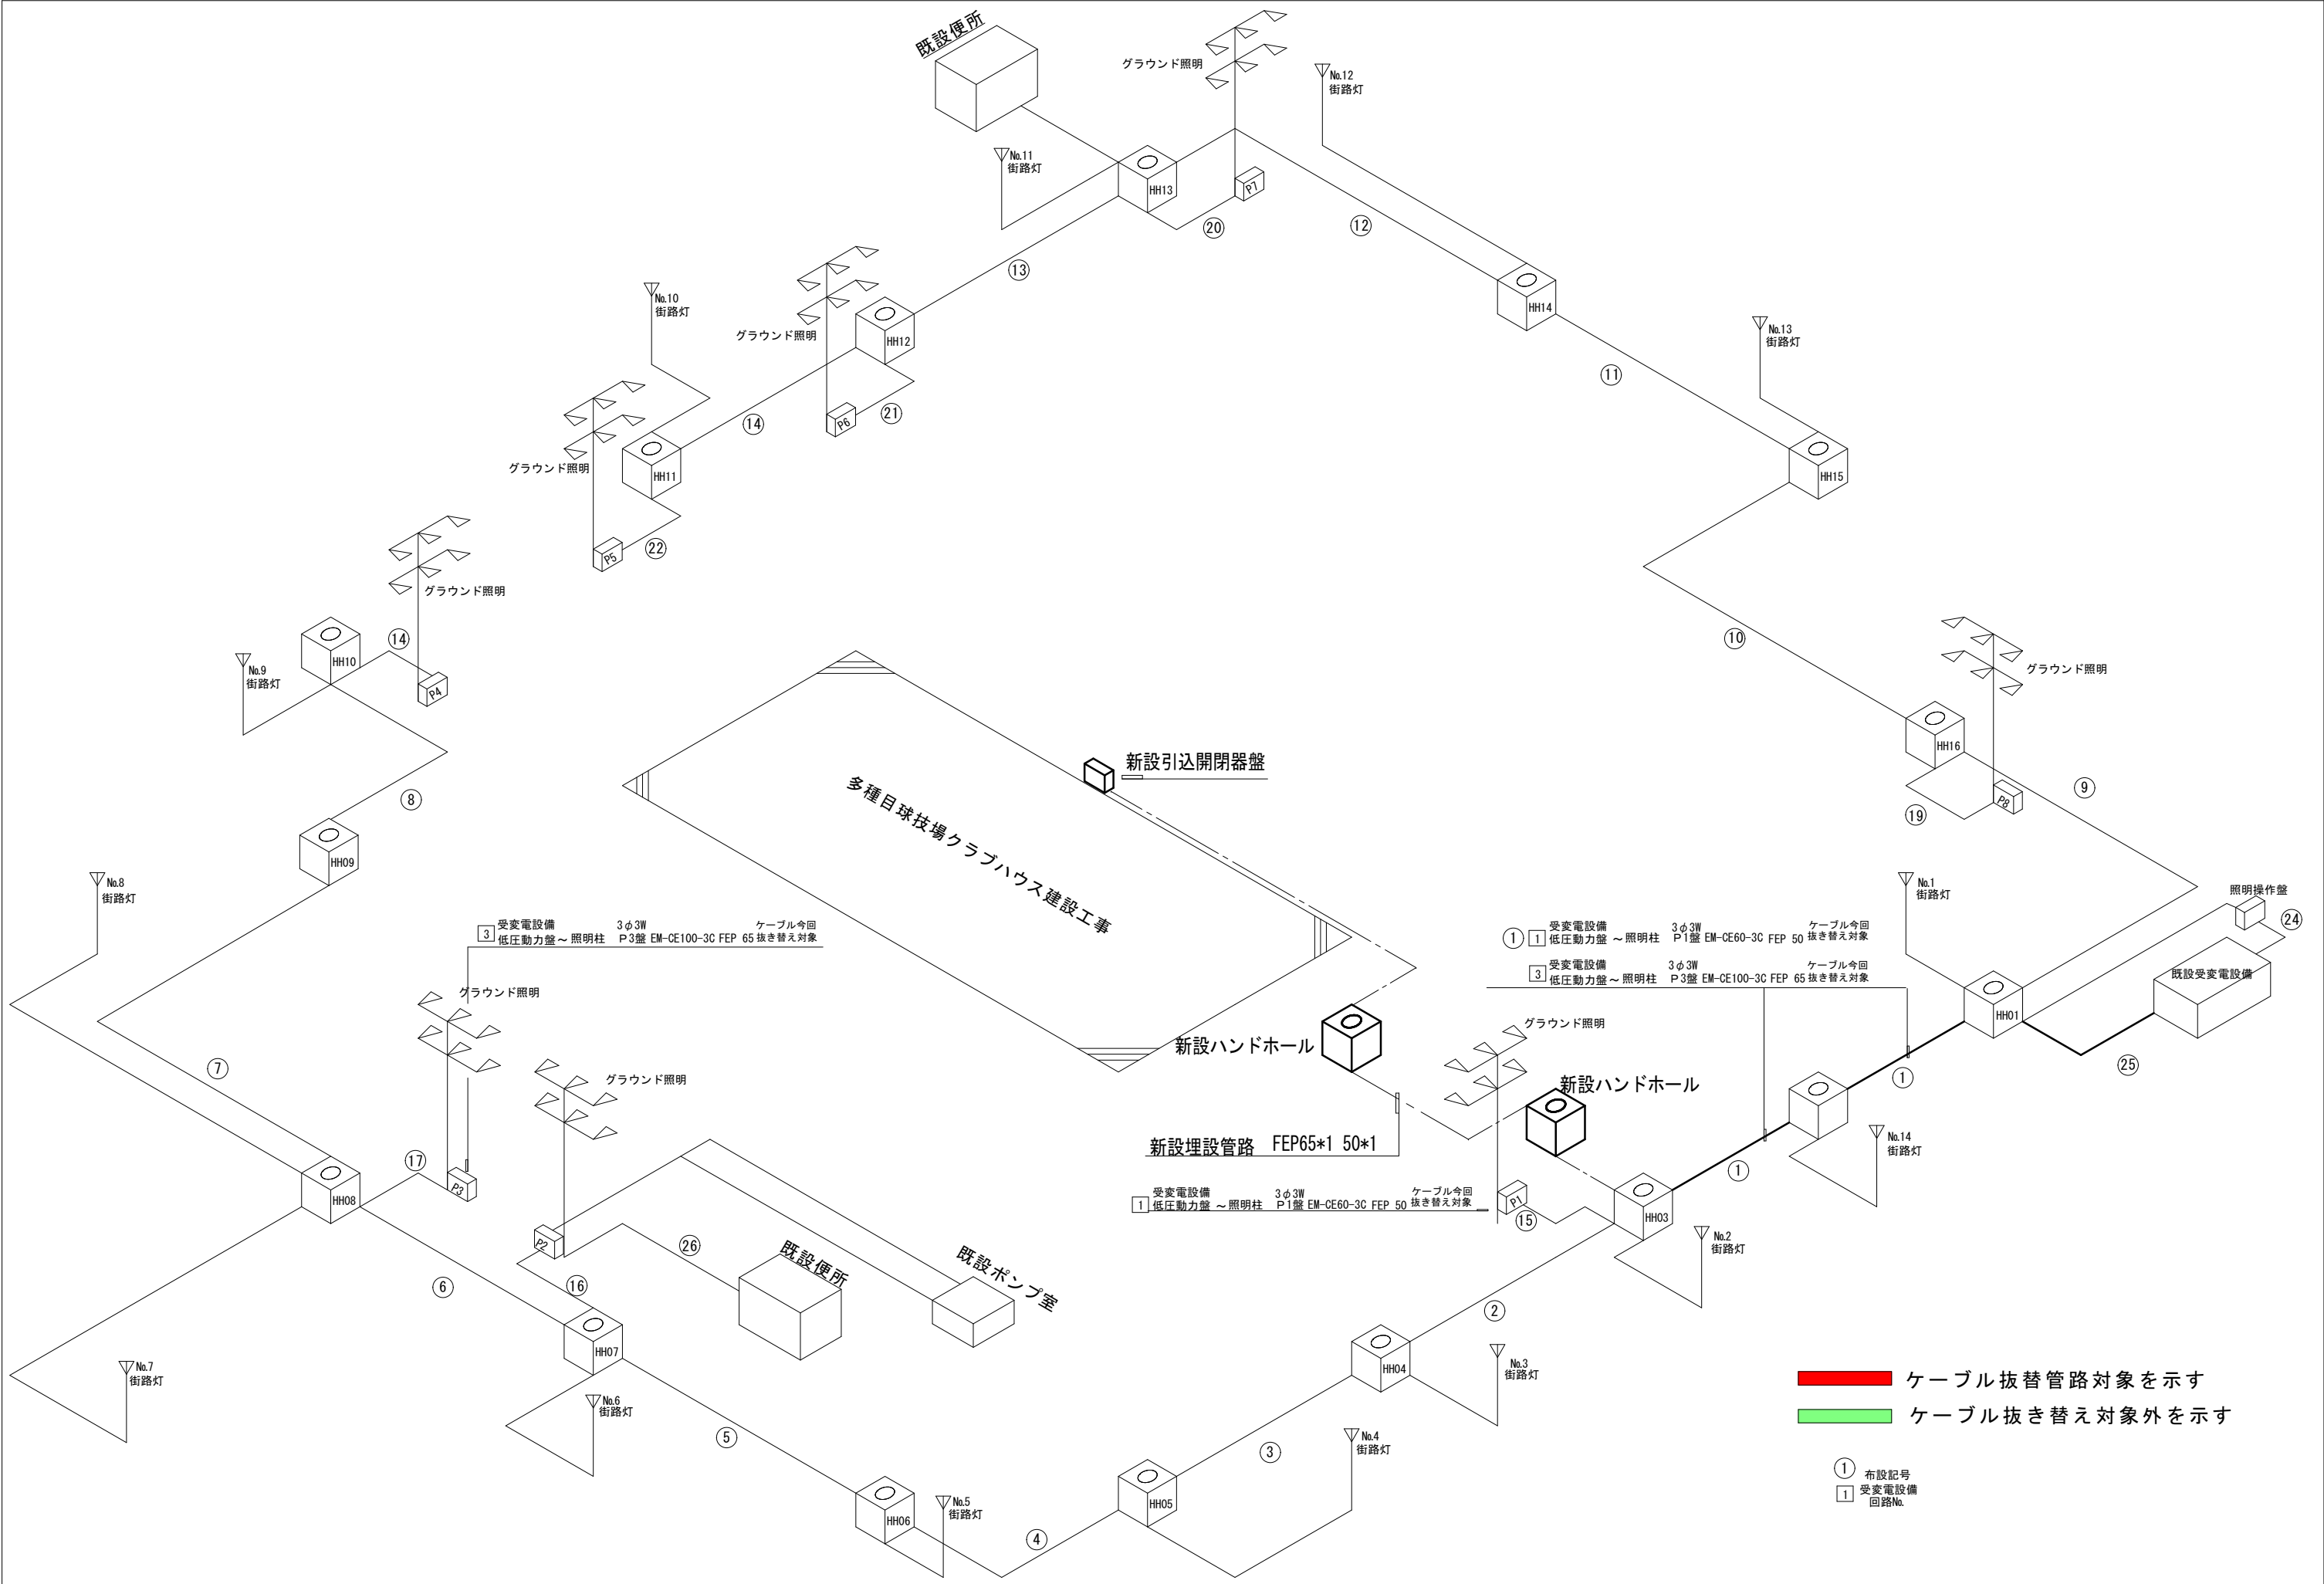 既設便所
グラウンド照明
No.12
街路灯
No.11
街路灯
HH13
P7
⑳
⑫
⑬
HH14
No.10
街路灯
グラウンド照明
HH12
No.13
街路灯
⑪
P6
㉑
⑭
グラウンド照明
HH11
HH15
P5
㉒
グラウンド照明
⑭
HH10
No.9
街路灯
P4
⑩
グラウンド照明
HH16
⑨
P8
⑲
新設引込開閉器盤
多種目球技場クラブハウス建設工事
⑧
HH09
No.8
街路灯
3 受変電設備 3φ3W ケーブル今回
低圧動力盤～照明柱 P3盤 EM-CE100-3C FEP 65 抜き替え対象
グラウンド照明
① 1 受変電設備 3φ3W ケーブル今回
低圧動力盤～照明柱 P1盤 EM-CE60-3C FEP 50 抜き替え対象
3 受変電設備 3φ3W ケーブル今回
低圧動力盤～照明柱 P3盤 EM-CE100-3C FEP 65 抜き替え対象
No.1
街路灯
照明操作盤
㉔
既設受変電設備
HH01
㉕
①
グラウンド照明
新設ハンドホール
新設ハンドホール
⑦
グラウンド照明
No.14
街路灯
①
新設埋設管路 FEP65*1 50*1
⑰
P3
HH08
1 受変電設備 3φ3W ケーブル今回
低圧動力盤～照明柱 P1盤 EM-CE60-3C FEP 50 抜き替え対象
P1
⑮
HH03
No.2
街路灯
P2
㉖
既設便所
既設ポンプ室
⑥
⑯
HH07
②
No.7
街路灯
HH04
No.3
街路灯
No.6
街路灯
⑤
③
No.4
街路灯
HH05
HH06
No.5
街路灯
④
ケーブル抜替管路対象を示す
ケーブル抜き替え対象外を示す
① 布設記号
1 受変電設備
回路No.